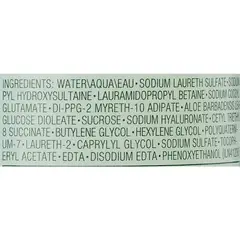 INGREDIENTS: WATER\AQUA\EAU • SODIUM LAURETH SULFATE •
PYL HYDROXYSULTAINE • LAURAMIDOPROPYL BETAINE • SODIUM
GLUTAMATE • DI-PPG-2 MYRETH-10 ADIPATE • ALOE BARBADENSIS
GLUCOSE DIOLEATE • SUCROSE • SODIUM HYALURONATE • CETYL
8 SUCCINATE • BUTYLENE GLYCOL • HEXYLENE GLYCOL •
UM-7 • LAURETH-2 • CAPRYLYL GLYCOL • SODIUM SULFATE •
ERYL ACETATE • EDTA • DISODIUM EDTA • PHENOXYETHANOL